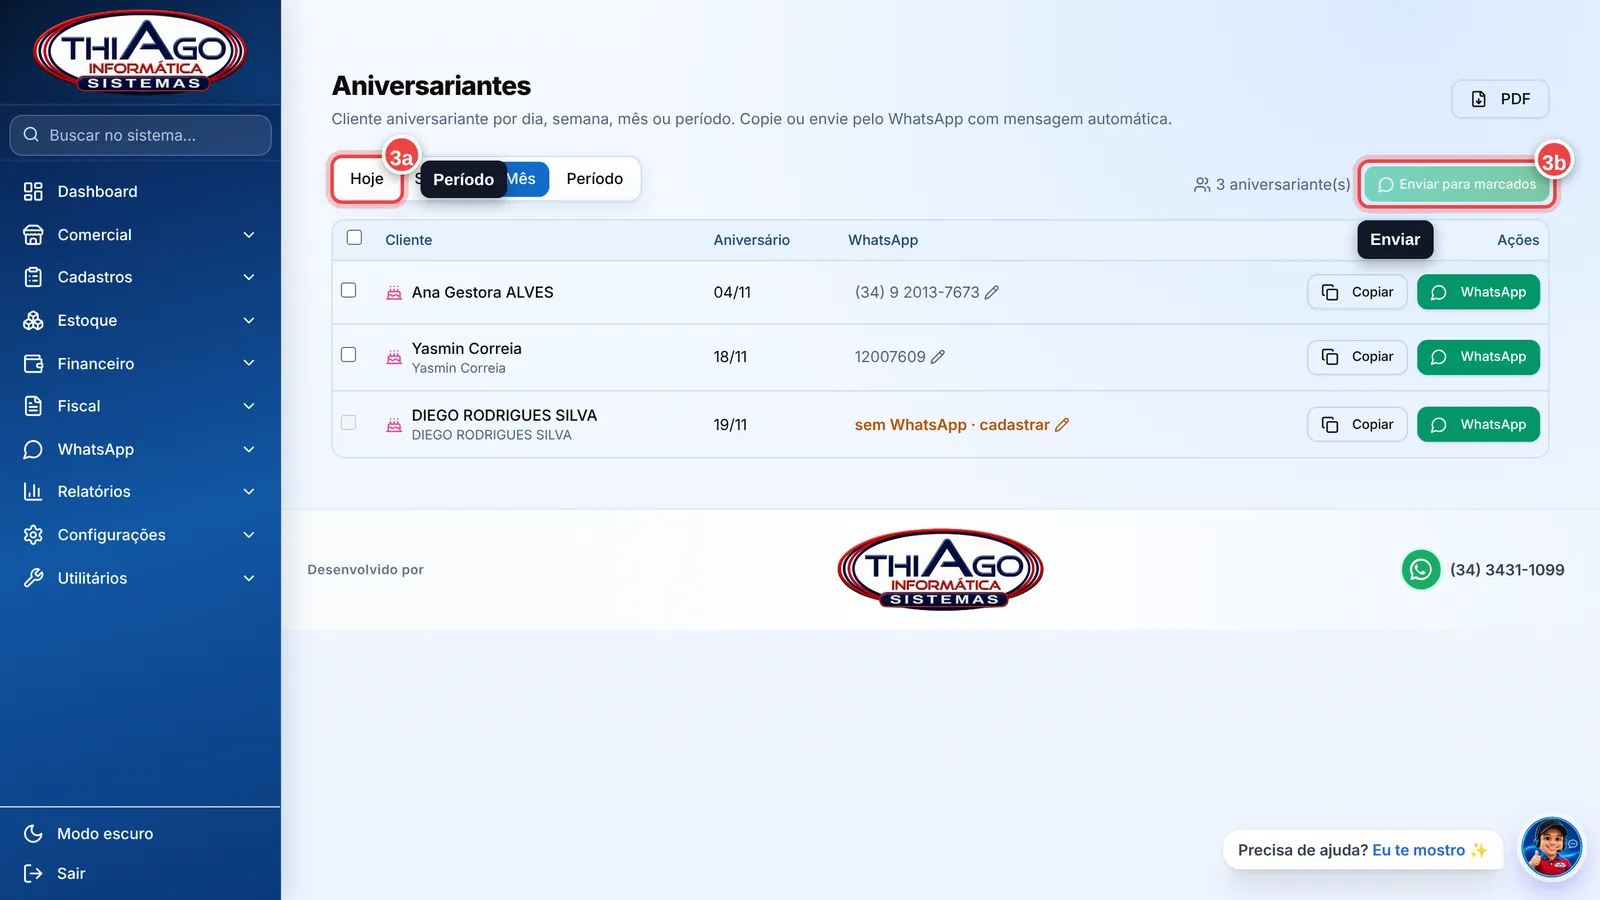 THIAGO
INFORMÁTICA
SISTEMAS
Buscar no sistema...
Dashboard
Comercial
Cadastros
Estoque
Financeiro
Fiscal
WhatsApp
Relatórios
Configurações
Utilitários
Modo escuro
Sair
Aniversariantes
Cliente aniversariante por dia, semana, mês ou período. Copie ou envie pelo WhatsApp com mensagem automática.
PDF
3a
Hoje
Período
Mês
Período
3 aniversariante(s)
Enviar para marcados
3b
Enviar
Cliente Aniversário WhatsApp Ações
Ana Gestora ALVES 04/11 (34) 9 2013-7673 Copiar WhatsApp
Yasmin Correia
Yasmin Correia
18/11 12007609 Copiar WhatsApp
DIEGO RODRIGUES SILVA
DIEGO RODRIGUES SILVA
19/11 sem WhatsApp · cadastrar Copiar WhatsApp
Desenvolvido por
THIAGO
INFORMÁTICA
SISTEMAS
(34) 3431-1099
Precisa de ajuda? Eu te mostro ✨